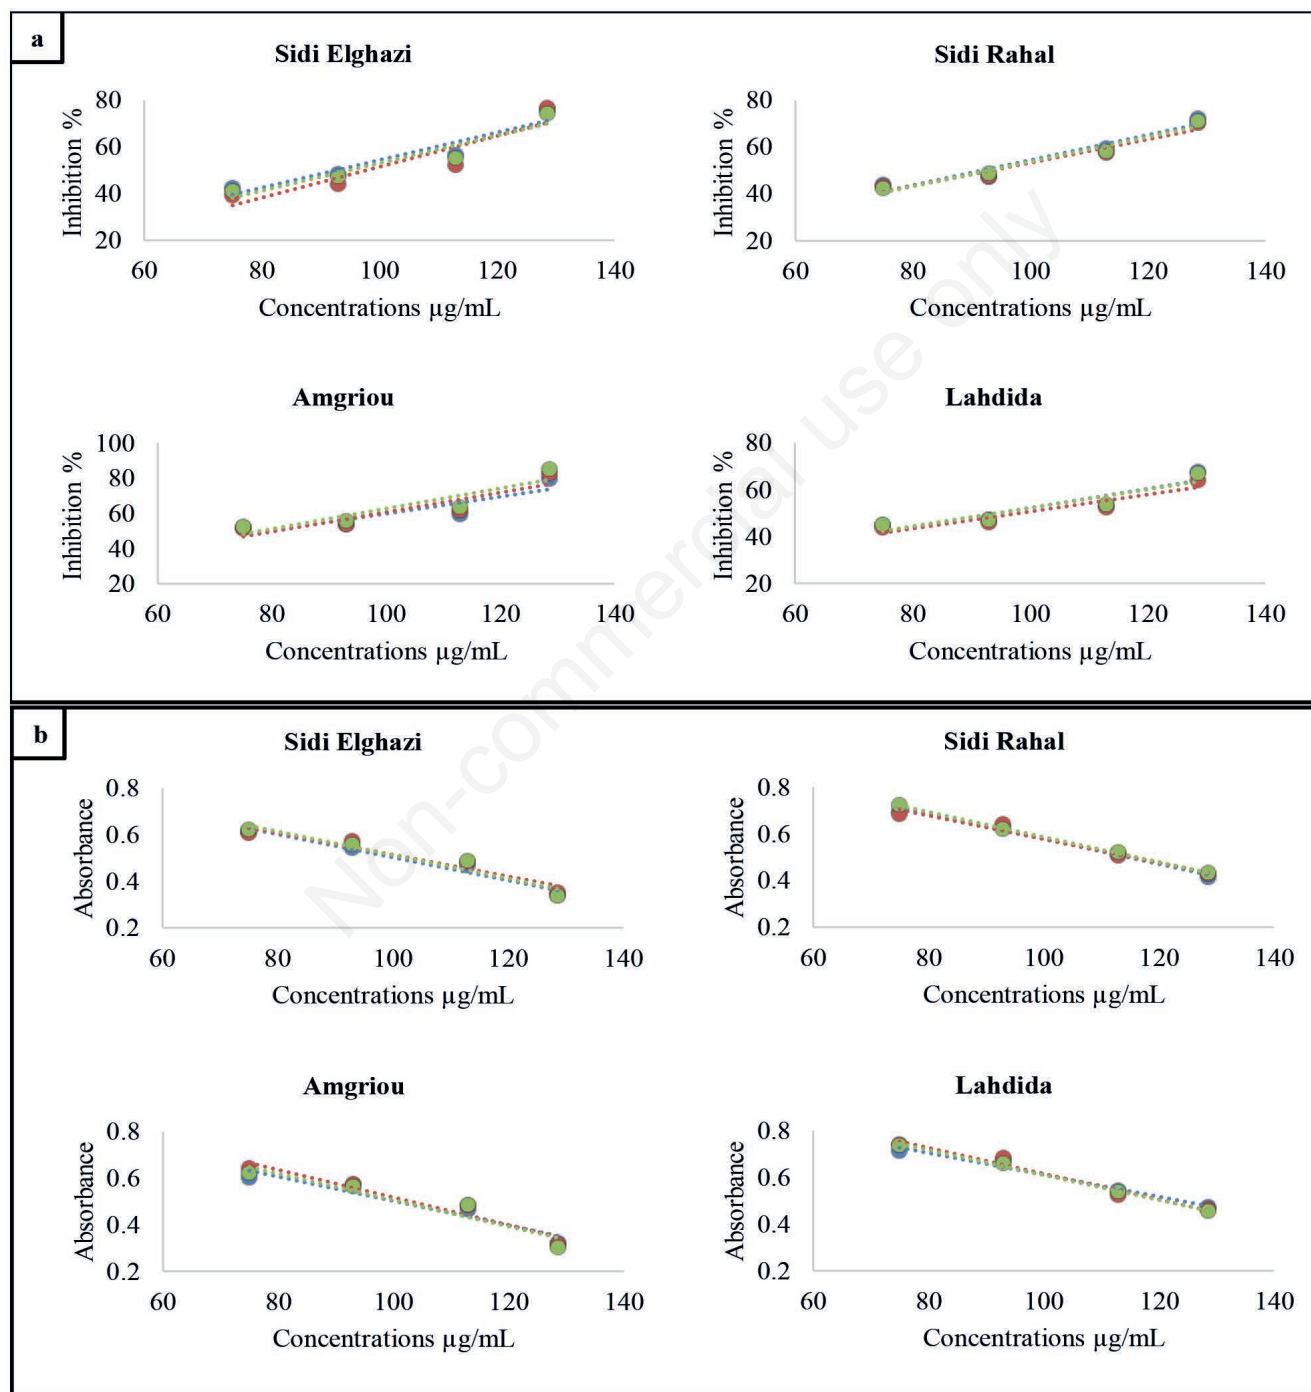 a
Sidi Elghazi
Inhibition %
80
60
40
20
60 80 100 120 140
Concentrations µg/mL
Sidi Rahal
Inhibition %
80
60
40
20
60 80 100 120 140
Concentrations µg/mL
Amgriou
Inhibition %
100
80
60
40
20
60 80 100 120 140
Concentrations µg/mL
Lahdida
Inhibition %
80
60
40
20
60 80 100 120 140
Concentrations µg/mL
b
Sidi Elghazi
Absorbance
0.8
0.6
0.4
0.2
60 80 100 120 140
Concentrations µg/mL
Sidi Rahal
Absorbance
0.8
0.6
0.4
0.2
60 80 100 120 140
Concentrations µg/mL
Amgriou
Absorbance
0.8
0.6
0.4
0.2
60 80 100 120 140
Concentrations µg/mL
Lahdida
Absorbance
0.8
0.6
0.4
0.2
60 80 100 120 140
Concentrations µg/mL
Non-commercial use only